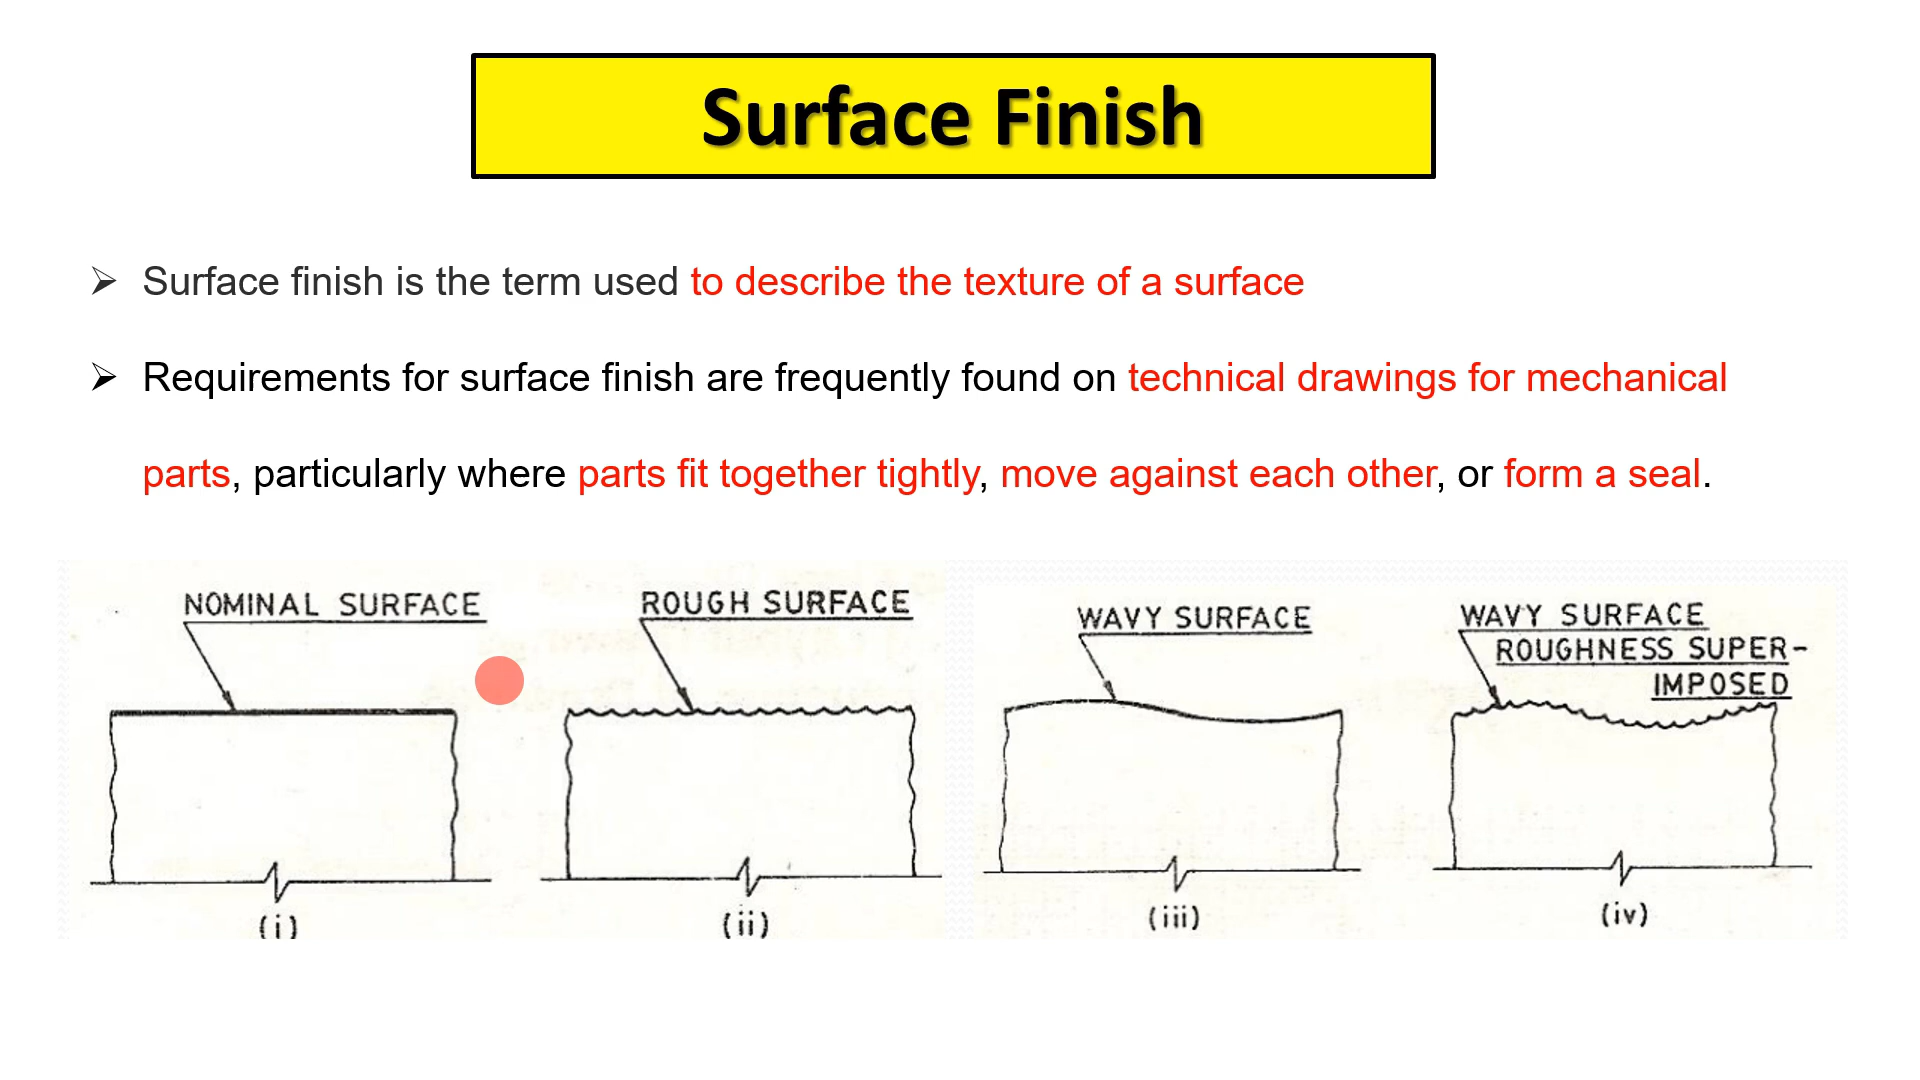 Surface Finish
Surface finish is the term used to describe the texture of a surface
Requirements for surface finish are frequently found on technical drawings for mechanical
parts, particularly where parts fit together tightly, move against each other, or form a seal.
NOMINAL SURFACE
ROUGH SURFACE
WAVY SURFACE
WAVY SURFACE
ROUGHNESS SUPER-
IMPOSED
(i)
(ii)
(iii)
(iv)